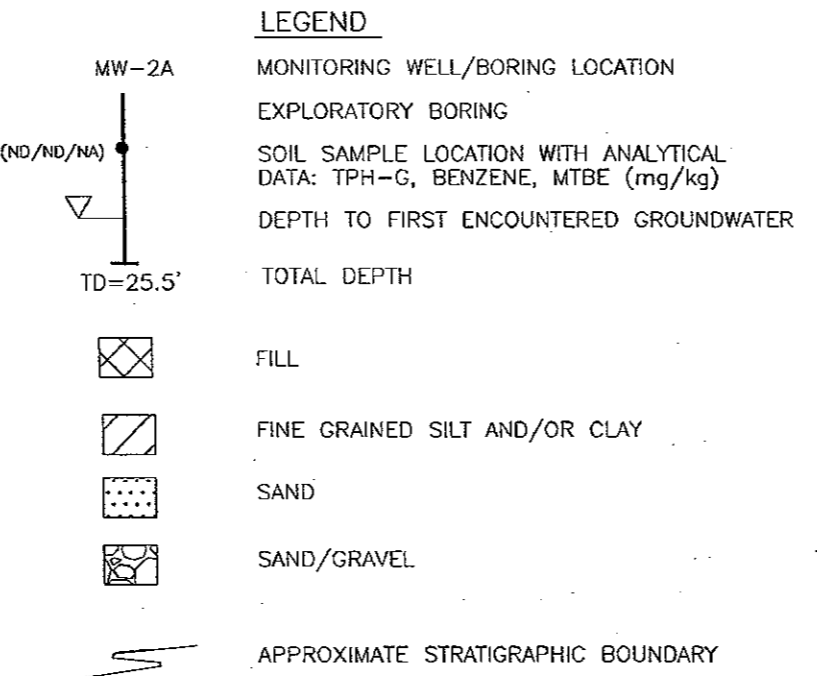 LEGEND
MW-2A MONITORING WELL/BORING LOCATION
EXPLORATORY BORING
(ND/ND/NA) SOIL SAMPLE LOCATION WITH ANALYTICAL
DATA: TPH-G, BENZENE, MTBE (mg/kg)
DEPTH TO FIRST ENCOUNTERED GROUNDWATER
TD=25.5' TOTAL DEPTH
FILL
FINE GRAINED SILT AND/OR CLAY
SAND
SAND/GRAVEL
APPROXIMATE STRATIGRAPHIC BOUNDARY